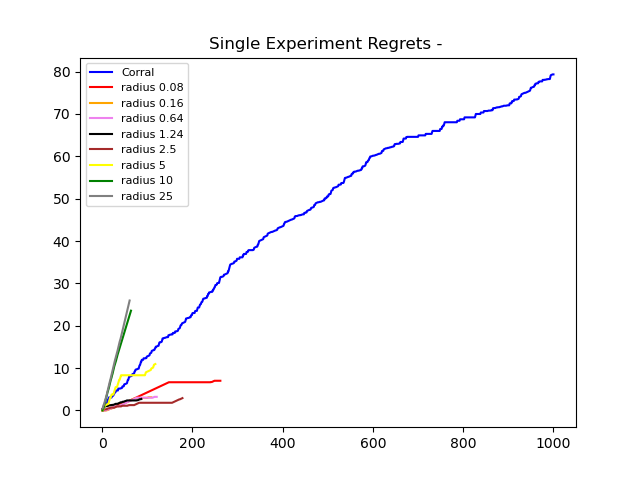 Single Experiment Regrets -
Corral
radius 0.08
radius 0.16
radius 0.64
radius 1.24
radius 2.5
radius 5
radius 10
radius 25
80
70
60
50
40
30
20
10
0
0 200 400 600 800 1000